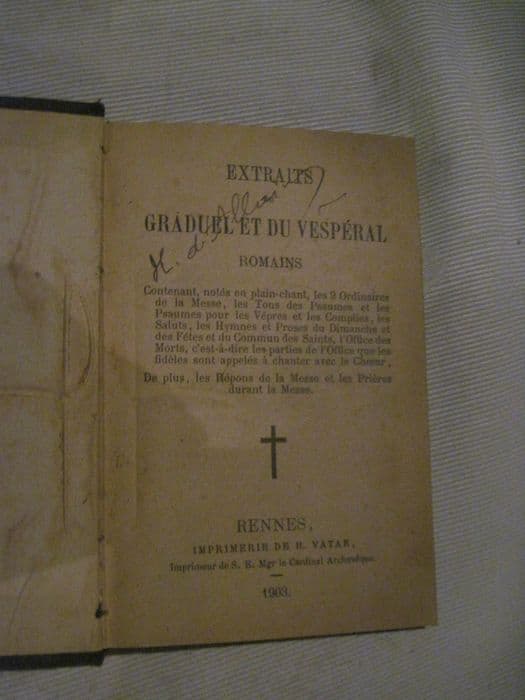 EXTRAITS
GRADUEL ET DU VESPÉRAL
ROMAINS
Contenant, notés en plain-chant, les 9 Ordinaires
de la Messe, les Tons des Psaumes et les
Psaumes pour les Vêpres et les Complies, les
Saluts, les Hymnes et Proses du Dimanche et
des Fêtes et du Commun des Saints, l'Office des
Morts, c'est-à-dire les parties de l'Office que les
fidèles sont appelés à chanter avec le Chœur,
De plus, les Répons de la Messe et les Prières
durant la Messe.
RENNES,
IMPRIMERIE DE H. VATAR,
Imprimeur de S. E. Mgr le Cardinal Archevêque.
1903.